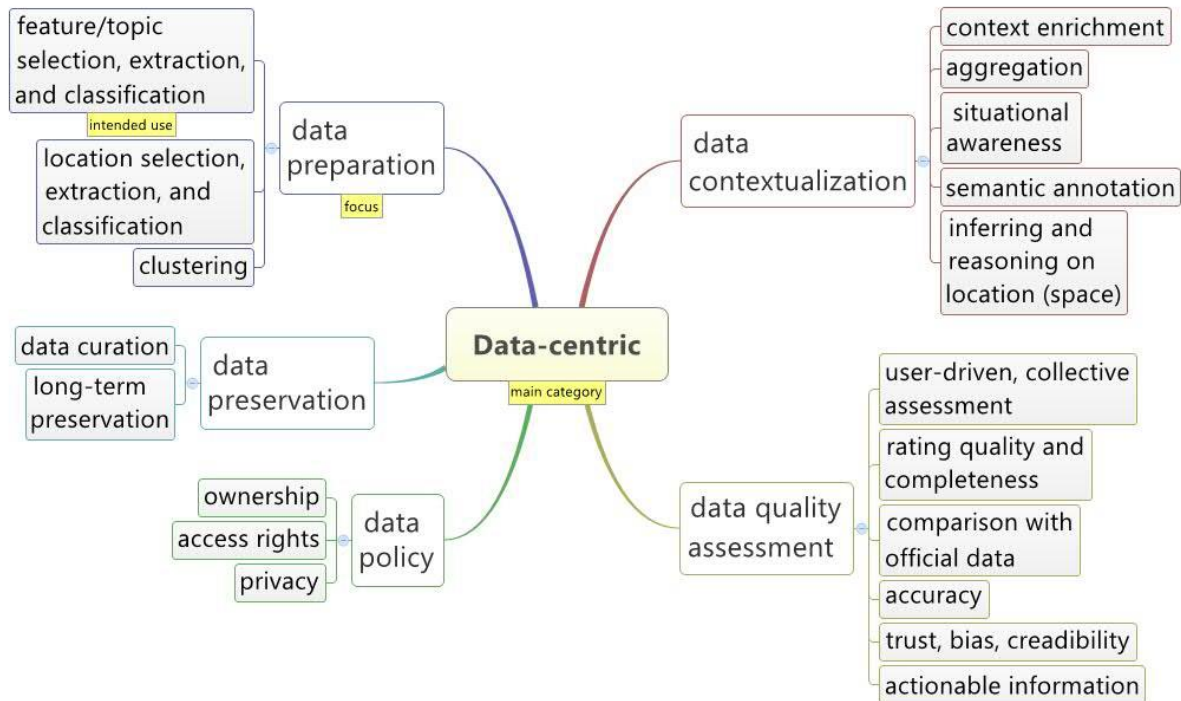 feature/topic
selection, extraction,
and classification
intended use
location selection,
extraction, and
classification
clustering
data
preparation
focus
data
contextualization
context enrichment
aggregation
situational
awareness
semantic annotation
inferring and
reasoning on
location (space)
Data-centric
main category
data curation
long-term
preservation
data
preservation
ownership
access rights
privacy
data
policy
data quality
assessment
user-driven, collective
assessment
rating quality and
completeness
comparison with
official data
accuracy
trust, bias, creadibility
actionable information